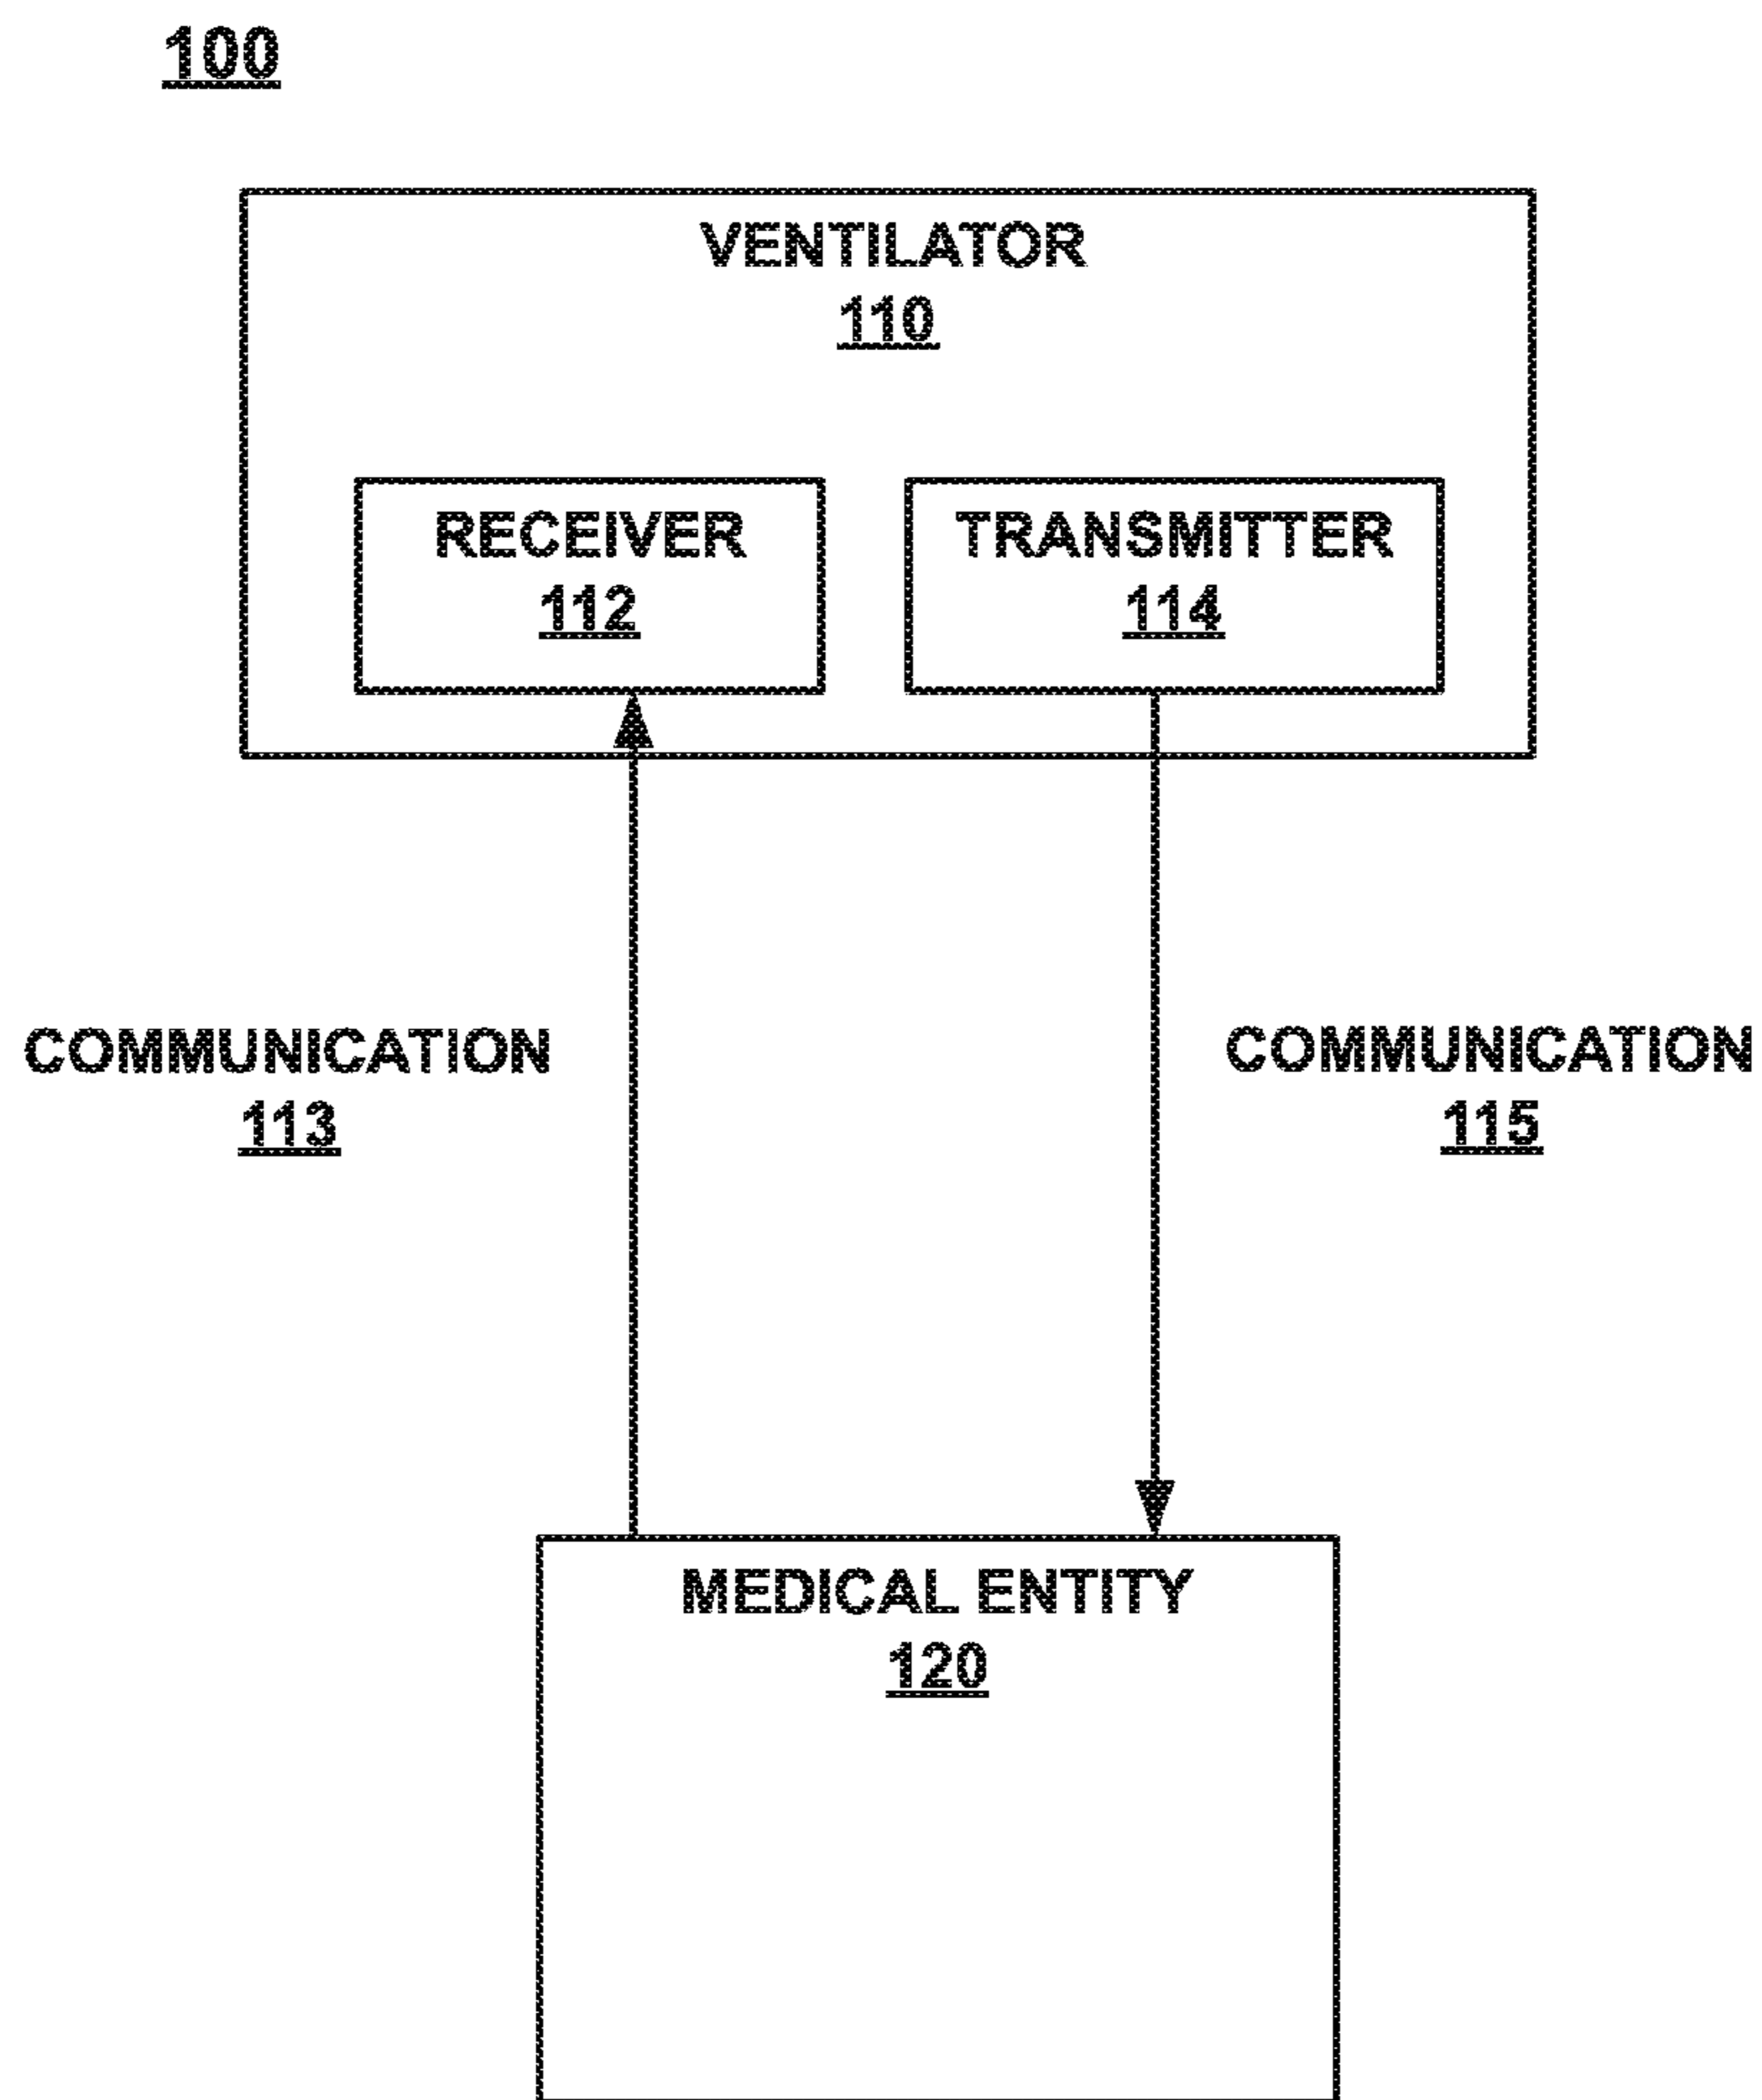 100
VENTILATOR
110
RECEIVER
112
TRANSMITTER
114
COMMUNICATION
113
COMMUNICATION
115
MEDICAL ENTITY
120